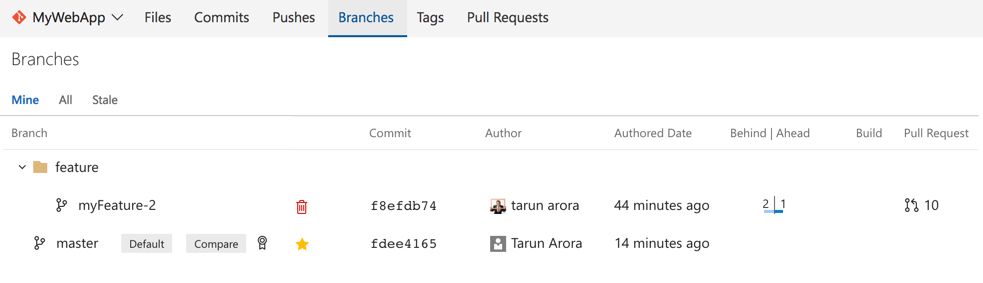 MyWebApp Files Commits Pushes Branches Tags Pull Requests
Branches
Mine All Stale
Branch Commit Author Authored Date Behind | Ahead Build Pull Request
feature
myFeature-2 f8efdb74 tarun arora 44 minutes ago 2 | 1 10
master Default Compare fdee4165 Tarun Arora 14 minutes ago